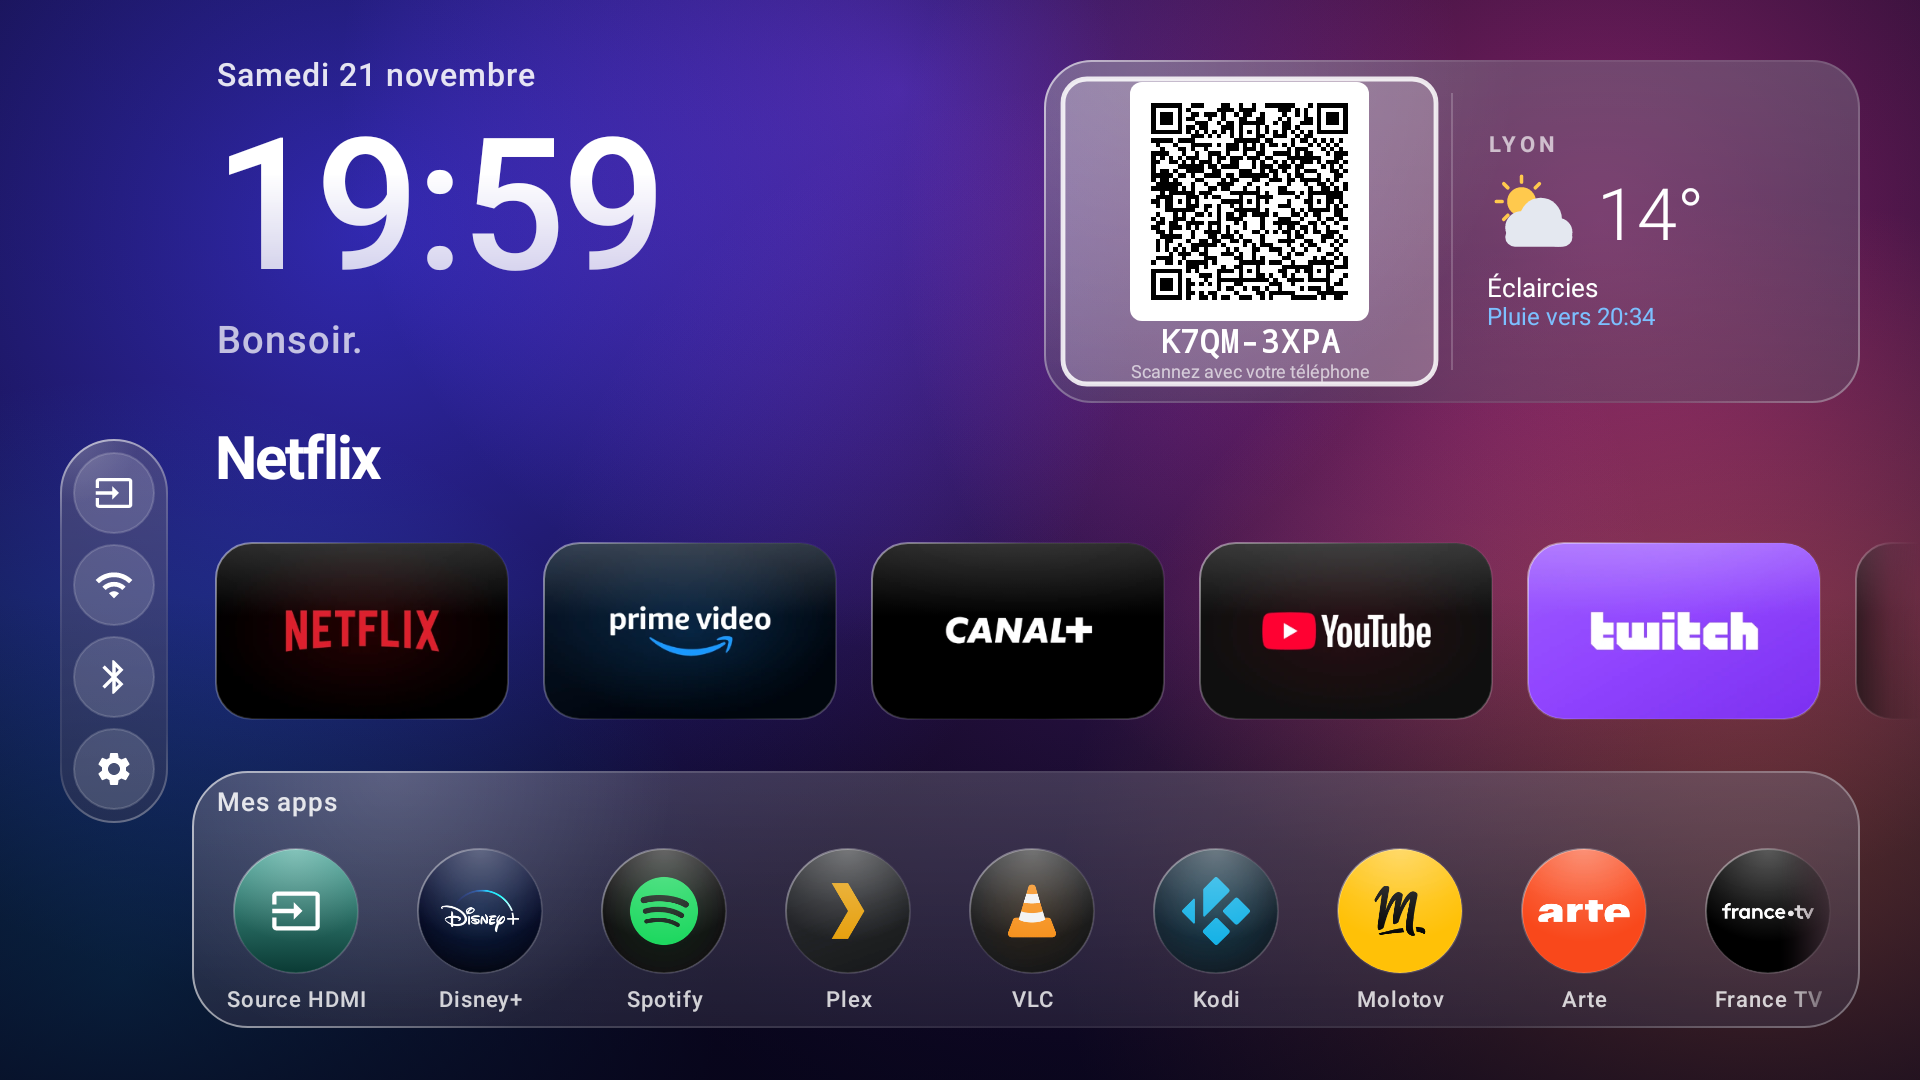 Samedi 21 novembre
19:59
Bonsoir.
K7QM-3XPA
Scannez avec votre téléphone
LYON
14°
Éclaircies
Pluie vers 20:34
Netflix
NETFLIX
prime video
CANAL+
YouTube
twitch
Mes apps
Disney+
m.
arte
france•tv
Source HDMI
Disney+
Spotify
Plex
VLC
Kodi
Molotov
Arte
France TV